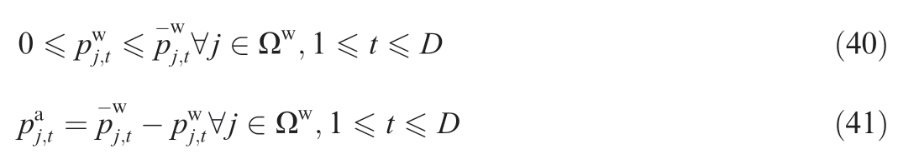 0 ⩽ p^w_{j,t} ⩽ p̄^w_{j,t} ∀j ∈ Ω^w, 1 ⩽ t ⩽ D (40)
p^a_{j,t} = p̄^w_{j,t} − p^w_{j,t} ∀j ∈ Ω^w, 1 ⩽ t ⩽ D (41)